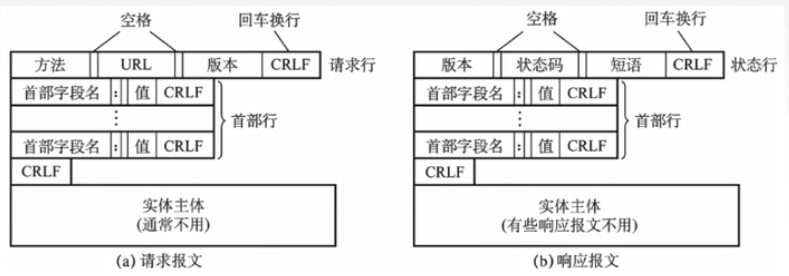 空格 回车换行
方法 URL 版本 CRLF 请求行
首部字段名 : 值 CRLF
⋮ 首部行
首部字段名 : 值 CRLF
CRLF
实体主体
(通常不用)
(a) 请求报文
空格 回车换行
版本 状态码 短语 CRLF 状态行
首部字段名 : 值 CRLF
⋮ 首部行
首部字段名 : 值 CRLF
CRLF
实体主体
(有些响应报文不用)
(b) 响应报文